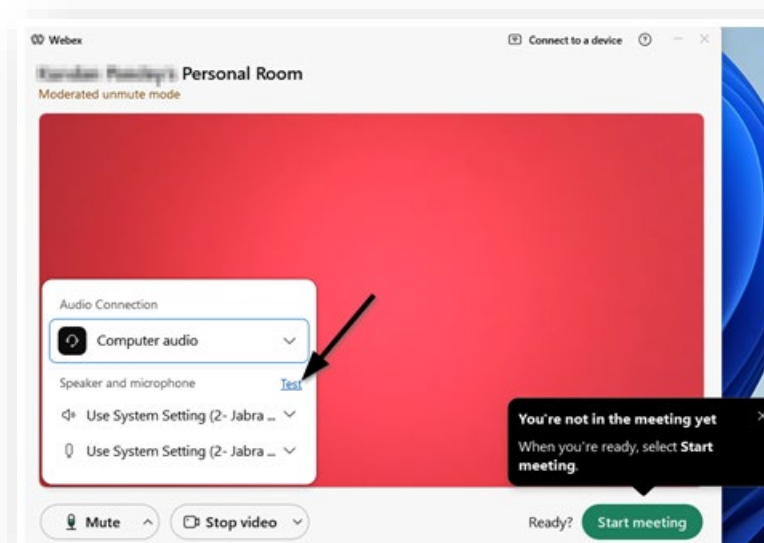 Webex
Connect to a device
Personal Room
Moderated unmute mode
Audio Connection
Computer audio
Speaker and microphone Test
Use System Setting (2- Jabra ...
Use System Setting (2- Jabra ...
You're not in the meeting yet
When you're ready, select Start
meeting.
Mute
Stop video
Ready?
Start meeting